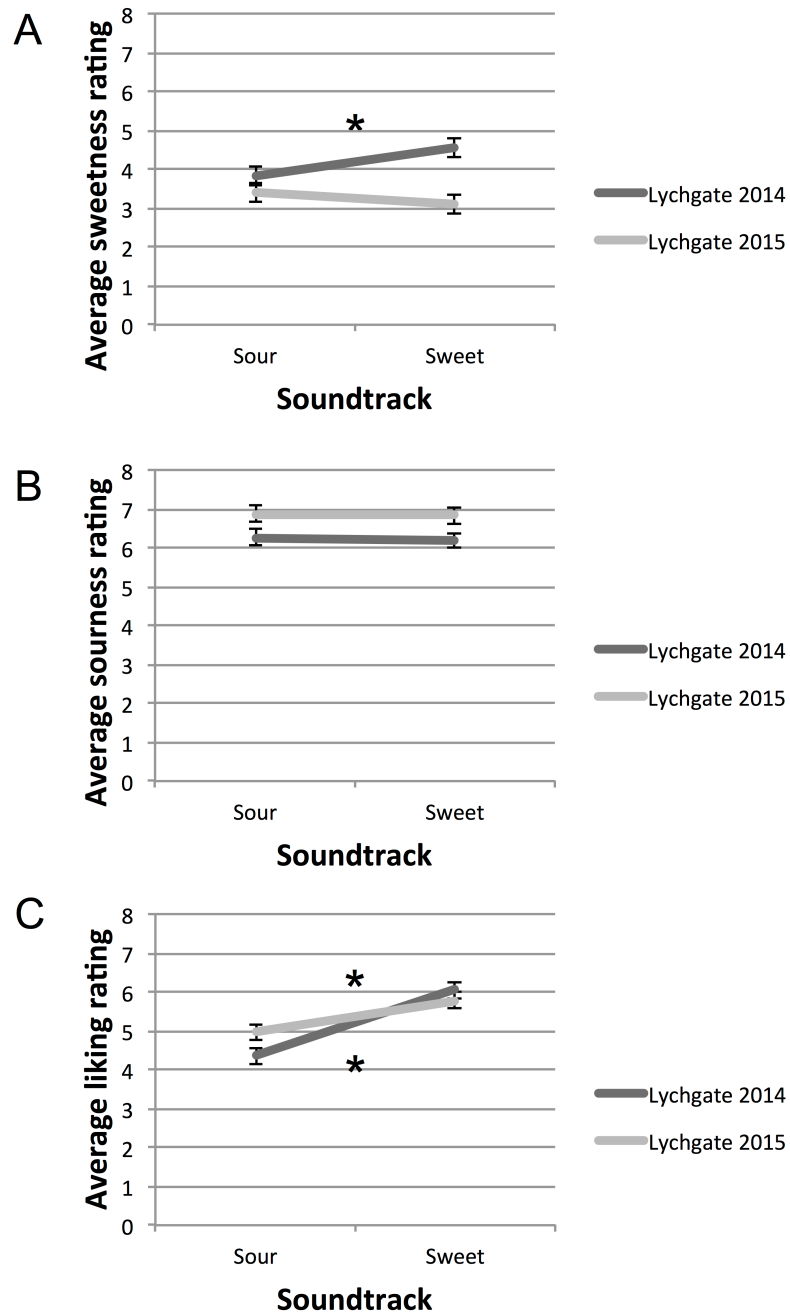 A
Average sweetness rating
8
7
6
5
4
3
2
1
0
*
Sour Sweet
Soundtrack
Lychgate 2014
Lychgate 2015
B
Average sourness rating
8
7
6
5
4
3
2
1
0
Sour Sweet
Soundtrack
Lychgate 2014
Lychgate 2015
C
Average liking rating
8
7
6
5
4
3
2
1
0
*
*
Sour Sweet
Soundtrack
Lychgate 2014
Lychgate 2015